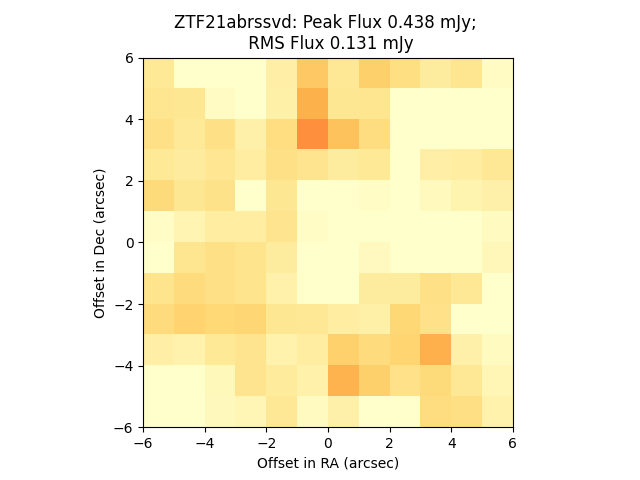 ZTF21abrssvd: Peak Flux 0.438 mJy;
RMS Flux 0.131 mJy
6
4
2
0
−2
−4
−6
Offset in Dec (arcsec)
−6 −4 −2 0 2 4 6
Offset in RA (arcsec)